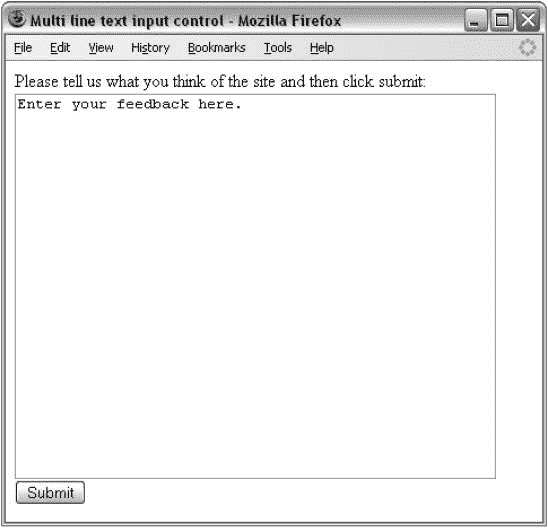 Multi line text input control - Mozilla Firefox
File Edit View History Bookmarks Tools Help
Please tell us what you think of the site and then click submit:
Enter your feedback here.
Submit